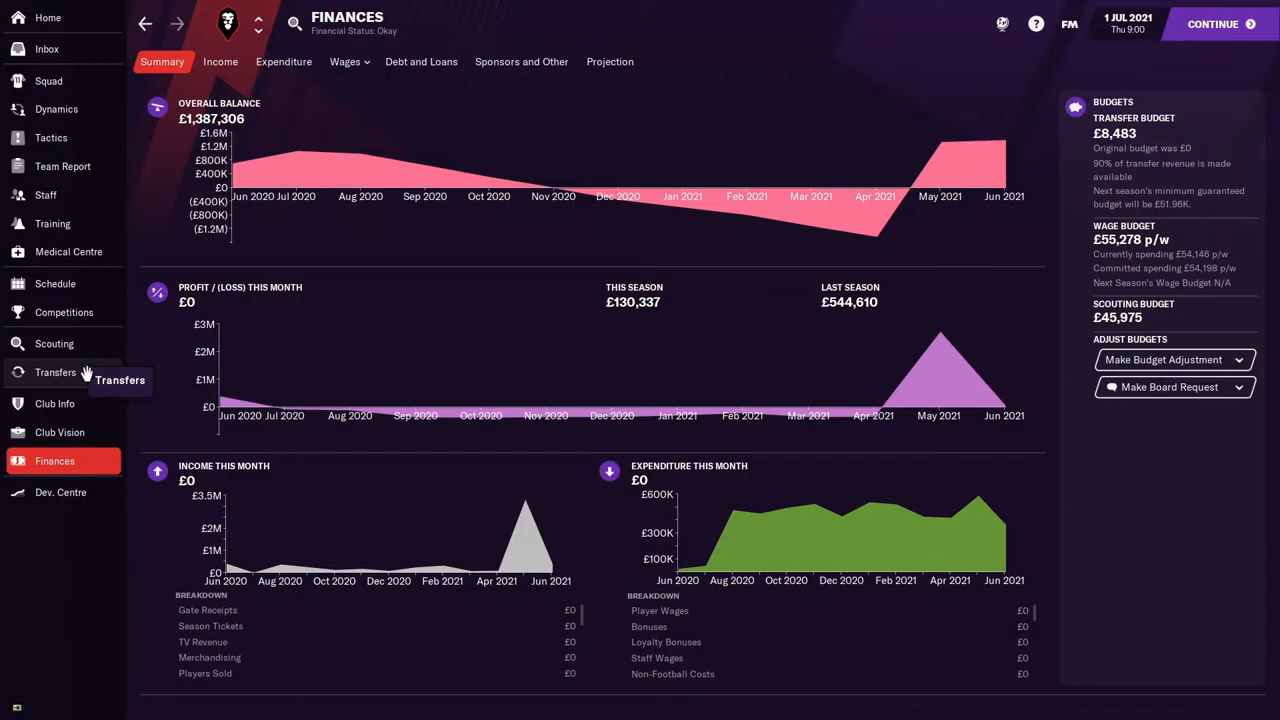 Home
Inbox
Squad
Dynamics
Tactics
Team Report
Staff
Training
Medical Centre
Schedule
Competitions
Scouting
Transfers
Transfers
Club Info
Club Vision
Finances
Dev. Centre
FINANCES
Financial Status: Okay
FM
1 JUL 2021
Thu 9:00
CONTINUE
Summary
Income
Expenditure
Wages
Debt and Loans
Sponsors and Other
Projection
OVERALL BALANCE
£1,387,306
£1.6M
£1.2M
£800K
£400K
£0
(£400K)
(£800K)
(£1.2M)
Jun 2020 Jul 2020 Aug 2020 Sep 2020 Oct 2020 Nov 2020 Dec 2020 Jan 2021 Feb 2021 Mar 2021 Apr 2021 May 2021 Jun 2021
PROFIT / (LOSS) THIS MONTH
£0
THIS SEASON
£130,337
LAST SEASON
£544,610
£3M
£2M
£1M
£0
Jun 2020 Jul 2020 Aug 2020 Sep 2020 Oct 2020 Nov 2020 Dec 2020 Jan 2021 Feb 2021 Mar 2021 Apr 2021 May 2021 Jun 2021
INCOME THIS MONTH
£0
£3.5M
£2M
£1M
£0
Jun 2020 Aug 2020 Oct 2020 Dec 2020 Feb 2021 Apr 2021 Jun 2021
BREAKDOWN
Gate Receipts £0
Season Tickets £0
TV Revenue £0
Merchandising £0
Players Sold £0
EXPENDITURE THIS MONTH
£0
£600K
£300K
£100K
Jun 2020 Aug 2020 Oct 2020 Dec 2020 Feb 2021 Apr 2021 Jun 2021
BREAKDOWN
Player Wages £0
Bonuses £0
Loyalty Bonuses £0
Staff Wages £0
Non-Football Costs £0
BUDGETS
TRANSFER BUDGET
£8,483
Original budget was £0
90% of transfer revenue is made
available
Next season's minimum guaranteed
budget will be £51.96K.
WAGE BUDGET
£55,278 p/w
Currently spending £54,146 p/w
Committed spending £54,198 p/w
Next Season's Wage Budget N/A
SCOUTING BUDGET
£45,975
ADJUST BUDGETS
Make Budget Adjustment
Make Board Request